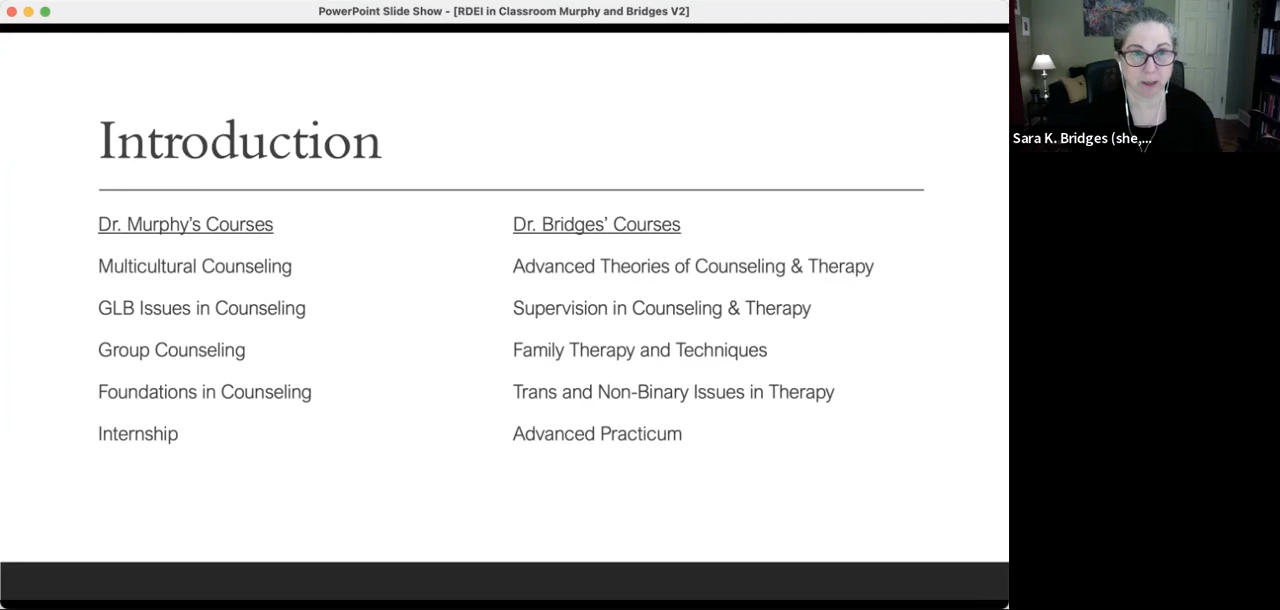 PowerPoint Slide Show - [RDEI in Classroom Murphy and Bridges V2]
Introduction
Dr. Murphy’s Courses
Multicultural Counseling
GLB Issues in Counseling
Group Counseling
Foundations in Counseling
Internship
Dr. Bridges’ Courses
Advanced Theories of Counseling & Therapy
Supervision in Counseling & Therapy
Family Therapy and Techniques
Trans and Non-Binary Issues in Therapy
Advanced Practicum
Sara K. Bridges (she,...